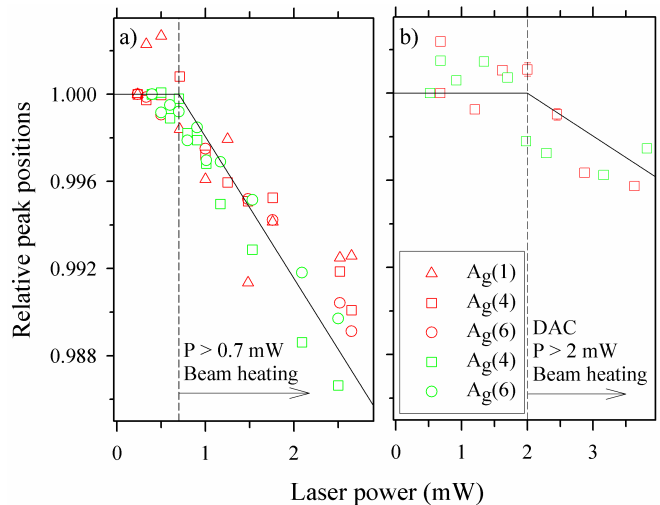 a)
b)
Relative peak positions
1.000
0.996
0.992
0.988
P > 0.7 mW
Beam heating
Ag(1)
Ag(4)
Ag(6)
Ag(4)
Ag(6)
DAC
P > 2 mW
Beam heating
0 1 2 0 1 2 3
Laser power (mW)